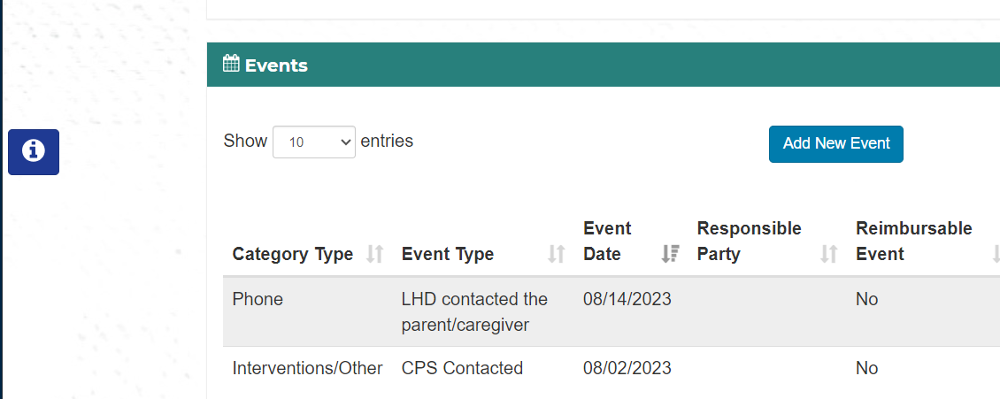 Events
Show 10 entries
Add New Event
Category Type Event Type Event Date Responsible Party Reimbursable Event
Phone LHD contacted the parent/caregiver 08/14/2023 No
Interventions/Other CPS Contacted 08/02/2023 No